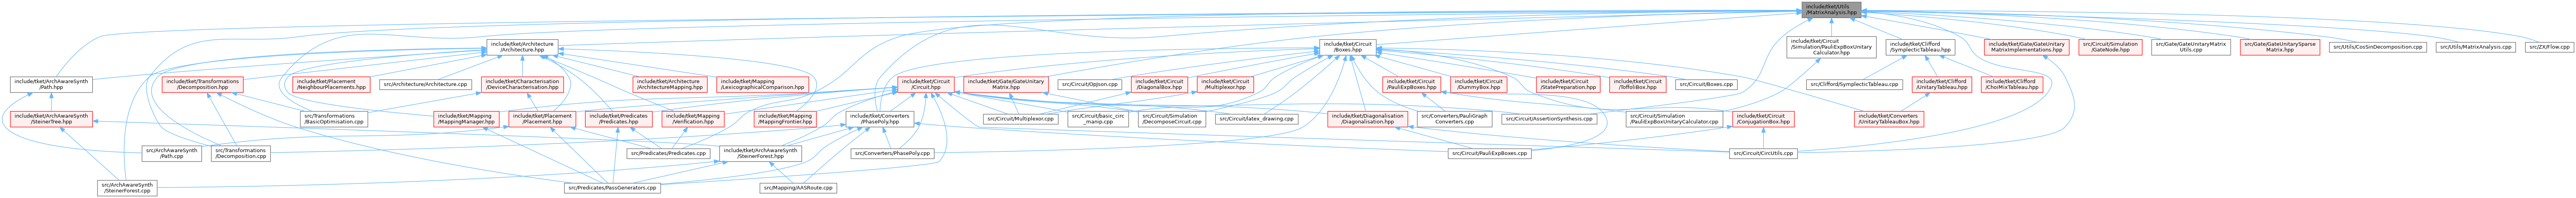 include/tket/Utils
/MatrixAnalysis.hpp
include/tket/Architecture
/Architecture.hpp
include/tket/Circuit
/Boxes.hpp
include/tket/Circuit
/Simulation/PauliExpBoxUnitary
Calculator.hpp
include/tket/Clifford
/SymplecticTableau.hpp
include/tket/Gate/GateUnitary
MatrixImplementations.hpp
src/Circuit/Simulation
/GateNode.hpp
src/Gate/GateUnitaryMatrix
Utils.cpp
src/Gate/GateUnitarySparse
Matrix.hpp
src/Utils/CosSinDecomposition.cpp
src/Utils/MatrixAnalysis.cpp
src/ZX/Flow.cpp
include/tket/ArchAwareSynth
/Path.hpp
include/tket/Transformations
/Decomposition.hpp
include/tket/Placement
/NeighbourPlacements.hpp
src/Architecture/Architecture.cpp
include/tket/Characterisation
/DeviceCharacterisation.hpp
include/tket/Architecture
/ArchitectureMapping.hpp
include/tket/Mapping
/LexicographicalComparison.hpp
include/tket/Circuit
/Circuit.hpp
include/tket/Gate/GateUnitary
Matrix.hpp
src/Circuit/OpJson.cpp
include/tket/Circuit
/DiagonalBox.hpp
include/tket/Circuit
/Multiplexor.hpp
include/tket/Circuit
/PauliExpBoxes.hpp
include/tket/Circuit
/DummyBox.hpp
include/tket/Circuit
/StatePreparation.hpp
include/tket/Circuit
/ToffoliBox.hpp
src/Circuit/Boxes.cpp
src/Clifford/SymplecticTableau.cpp
include/tket/Clifford
/UnitaryTableau.hpp
include/tket/Clifford
/ChoiMixTableau.hpp
include/tket/ArchAwareSynth
/SteinerTree.hpp
src/Transformations
/BasicOptimisation.cpp
include/tket/Mapping
/MappingManager.hpp
include/tket/Placement
/Placement.hpp
include/tket/Predicates
/Predicates.hpp
include/tket/Mapping
/Verification.hpp
include/tket/Mapping
/MappingFrontier.hpp
include/tket/Converters
/PhasePoly.hpp
src/Circuit/Multiplexor.cpp
src/Circuit/basic_circ
_manip.cpp
src/Circuit/Simulation
/DecomposeCircuit.cpp
src/Circuit/latex_drawing.cpp
include/tket/Diagonalisation
/Diagonalisation.hpp
src/Converters/PauliGraph
Converters.cpp
src/Circuit/AssertionSynthesis.cpp
src/Circuit/Simulation
/PauliExpBoxUnitaryCalculator.cpp
include/tket/Circuit
/ConjugationBox.hpp
include/tket/Converters
/UnitaryTableauBox.hpp
src/ArchAwareSynth
/Path.cpp
src/Transformations
/Decomposition.cpp
src/Predicates/Predicates.cpp
include/tket/ArchAwareSynth
/SteinerForest.hpp
src/Converters/PhasePoly.cpp
src/Circuit/PauliExpBoxes.cpp
src/Circuit/CircUtils.cpp
src/ArchAwareSynth
/SteinerForest.cpp
src/Predicates/PassGenerators.cpp
src/Mapping/AASRoute.cpp